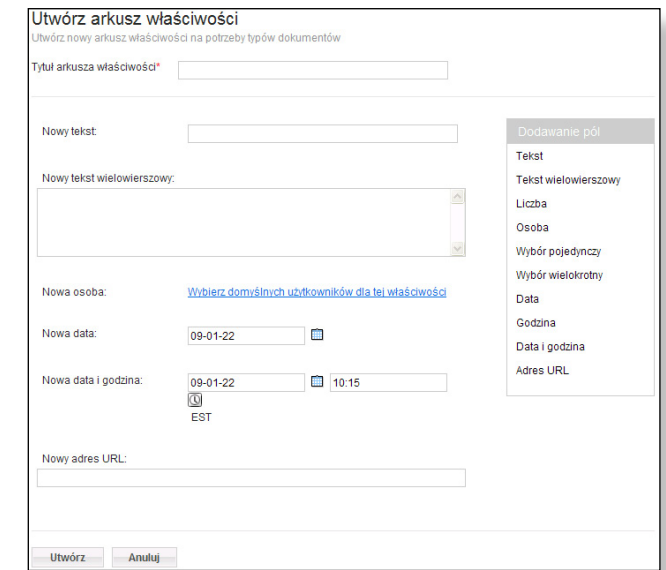 Utwórz arkusz właściwości
Utwórz nowy arkusz właściwości na potrzeby typów dokumentów
Tytuł arkusza właściwości*
Nowy tekst:
Nowy tekst wielowierszowy:
Nowa osoba: Wybierz domyślnych użytkowników dla tej właściwości
Nowa data: 09-01-22
Nowa data i godzina: 09-01-22 10:15
EST
Nowy adres URL:
Dodawanie pól
Tekst
Tekst wielowierszowy
Liczba
Osoba
Wybór pojedynczy
Wybór wielokrotny
Data
Godzina
Data i godzina
Adres URL
Utwórz Anuluj